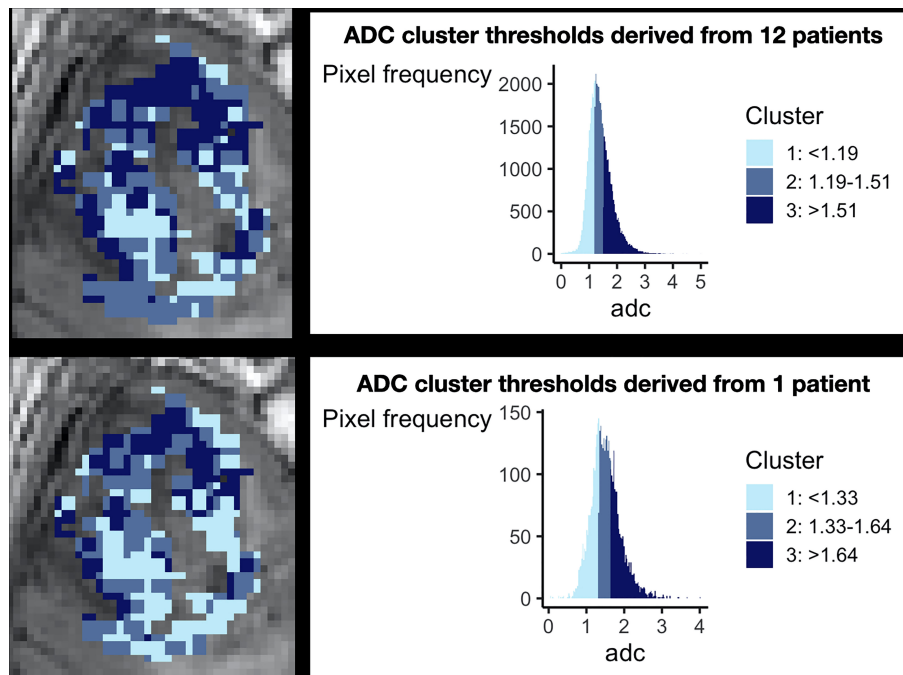 ADC cluster thresholds derived from 12 patients
Pixel frequency
2000
1500
1000
500
0
0 1 2 3 4 5
adc
Cluster
1: <1.19
2: 1.19-1.51
3: >1.51
ADC cluster thresholds derived from 1 patient
Pixel frequency
150
100
50
0
0 1 2 3 4
adc
Cluster
1: <1.33
2: 1.33-1.64
3: >1.64